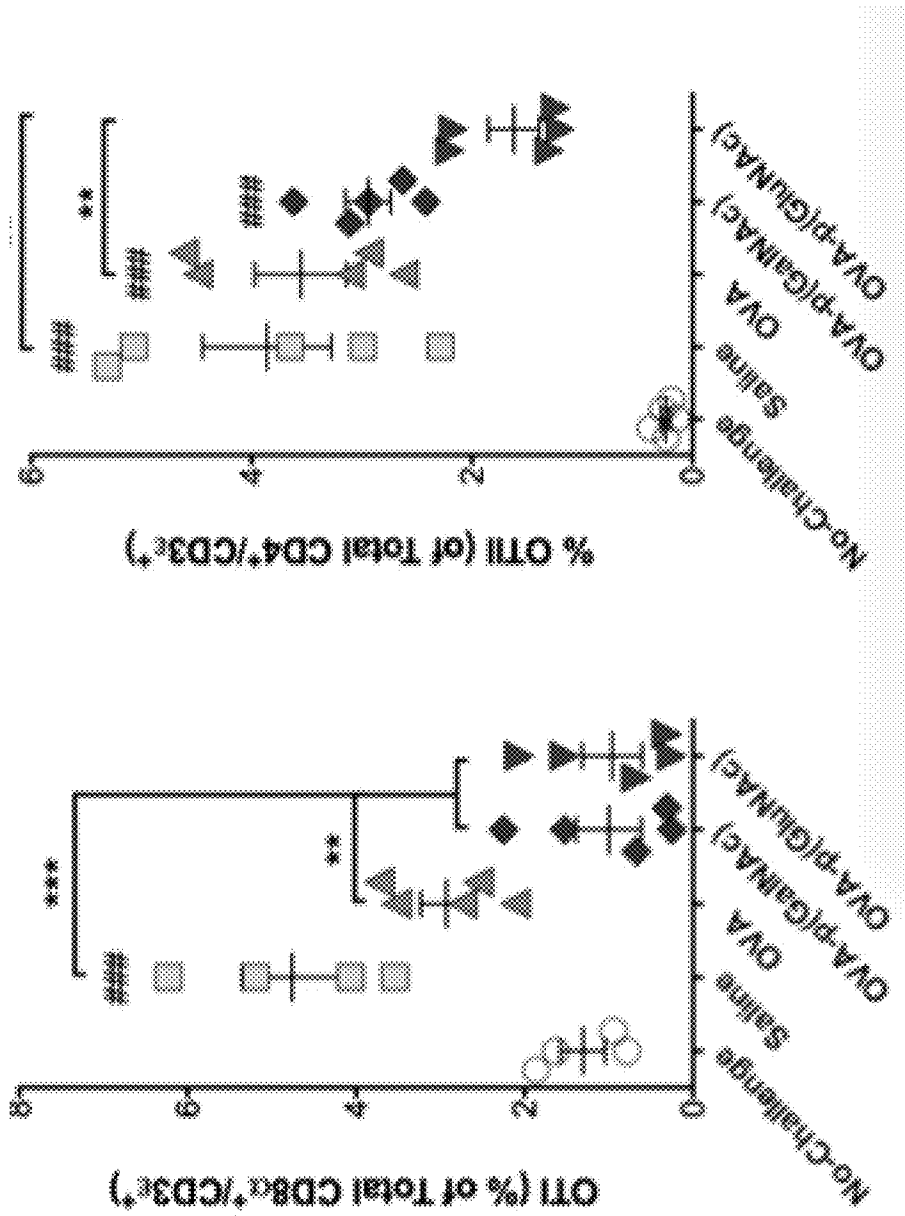 OTI (% of Total CD8α⁺/CD3ε⁺)
8
6
4
2
0
***
**
###
No-Challenge
Saline
OVA
OVA-p(GalNAc)
OVA-p(GluNAc)
% OTII (of Total CD4⁺/CD3ε⁺)
6
4
2
0
**
###
###
###
No-Challenge
Saline
OVA
OVA-p(GalNAc)
OVA-p(GluNAc)